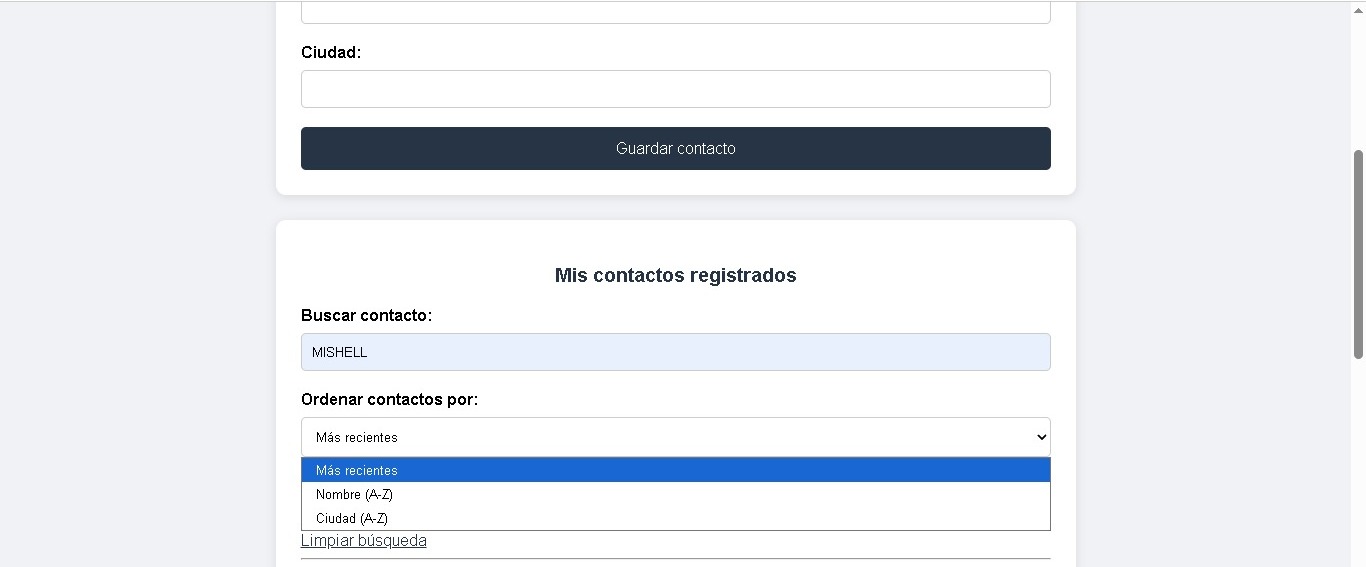 Ciudad:
Guardar contacto
Mis contactos registrados
Buscar contacto:
MISHELL
Ordenar contactos por:
Más recientes
Más recientes
Nombre (A-Z)
Ciudad (A-Z)
Limpiar búsqueda